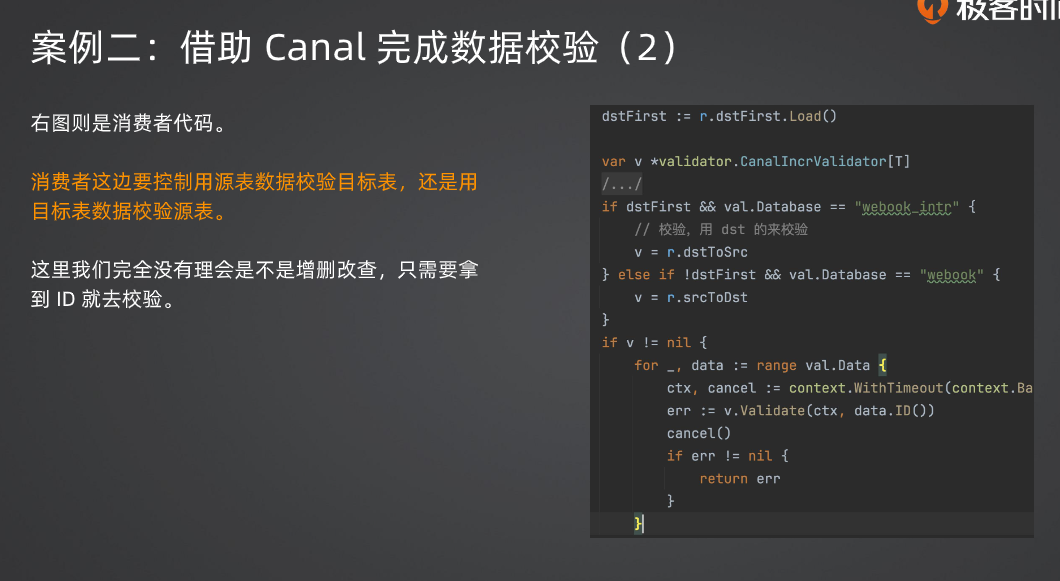 极客时间
案例二：借助 Canal 完成数据校验（2）
右图则是消费者代码。
消费者这边要控制用源表数据校验目标表，还是用
目标表数据校验源表。
这里我们完全没有理会是不是增删改查，只需要拿
到 ID 就去校验。
dstFirst := r.dstFirst.Load()
var v *validator.CanalIncrValidator[T]
/.../
if dstFirst && val.Database == "webook_intr" {
// 校验，用 dst 的来校验
v = r.dstToSrc
} else if !dstFirst && val.Database == "webook" {
v = r.srcToDst
}
if v != nil {
for _, data := range val.Data {
ctx, cancel := context.WithTimeout(context.Ba
err := v.Validate(ctx, data.ID())
cancel()
if err != nil {
return err
}
}